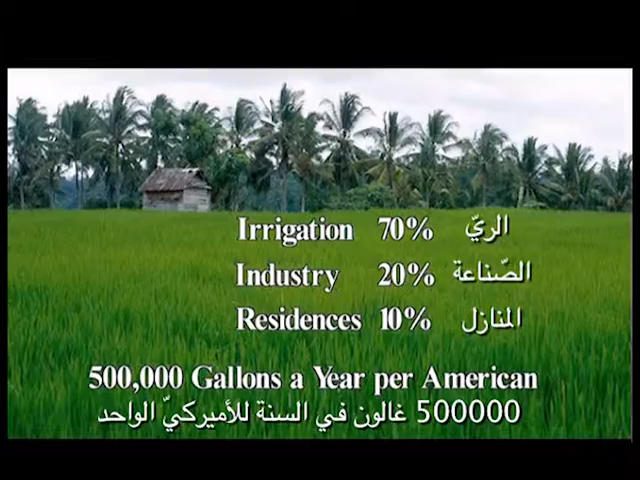 Irrigation 70% الريّ
Industry 20% الصّناعة
Residences 10% المنازل
500,000 Gallons a Year per American
500000 غالون في السنة للأميركيّ الواحد